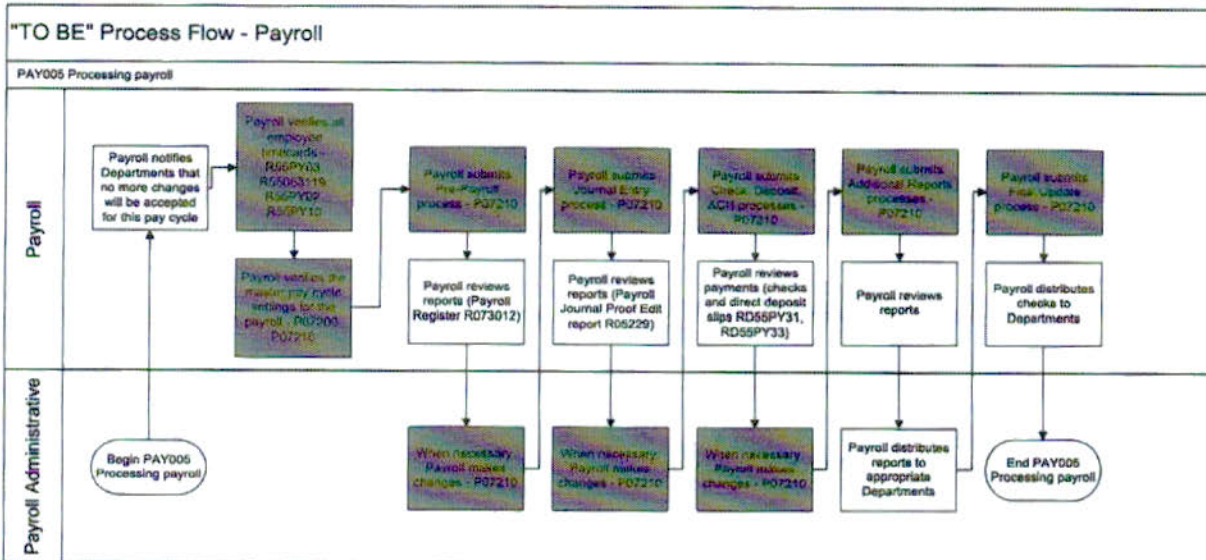 "TO BE" Process Flow - Payroll
PAY005 Processing payroll
Payroll
Payroll notifies
Departments that
no more changes
will be accepted
for this pay cycle
Payroll verifies all
employee
timecards -
R55PY03
R55063119
R55PY02
R55PY10
Payroll verifies the
master pay cycle
settings for the
payroll - P07200
P07210
Payroll submits
Pre-Payroll
process - P07210
Payroll reviews
reports (Payroll
Register R073012)
Payroll submits
Journal Entry
process - P07210
Payroll reviews
reports (Payroll
Journal Proof Edit
report R05229)
Payroll submits
Check, Deposit,
ACH processes -
P07210
Payroll reviews
payments (checks
and direct deposit
slips RD55PY31,
RD55PY33)
Payroll submits
Additional Reports
processes -
P07210
Payroll reviews
reports
Payroll submits
Final Update
process - P07210
Payroll distributes
checks to
Departments
Payroll Administrative
Begin PAY005
Processing payroll
When necessary
Payroll makes
changes - P07210
When necessary
Payroll makes
changes - P07210
When necessary
Payroll makes
changes - P07210
Payroll distributes
reports to
appropriate
Departments
End PAY005
Processing payroll